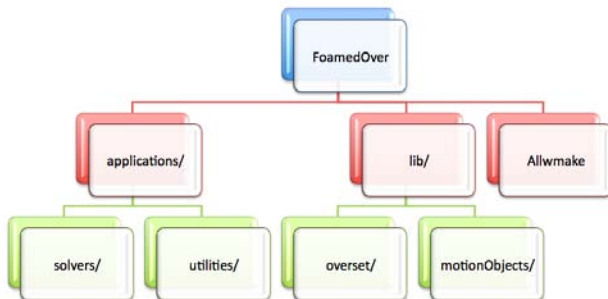 FoamedOver
applications/
lib/
Allwmake
solvers/
utilities/
overset/
motionObjects/